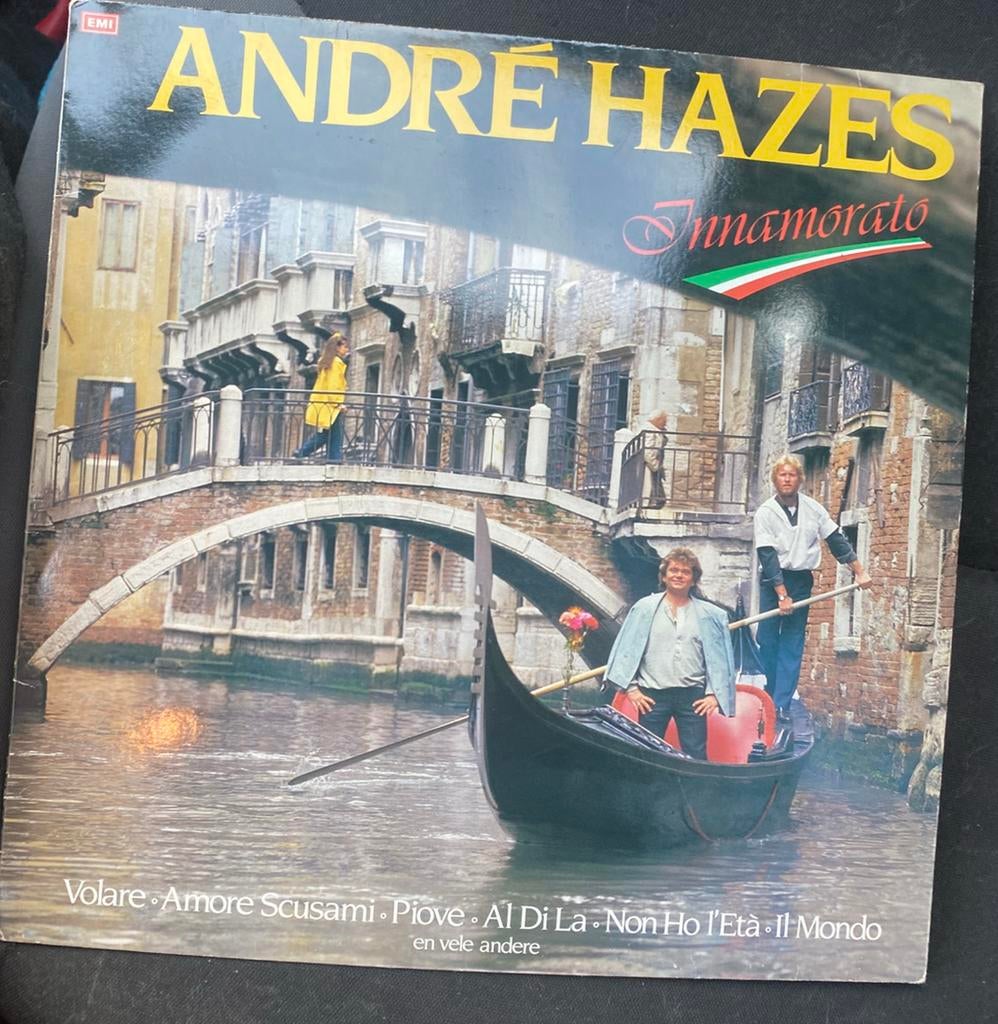 EMI
ANDRÉ HAZES
Innamorato
Volare • Amore Scusami • Piove • Al Di La • Non Ho l'Età • Il Mondo
en vele andere